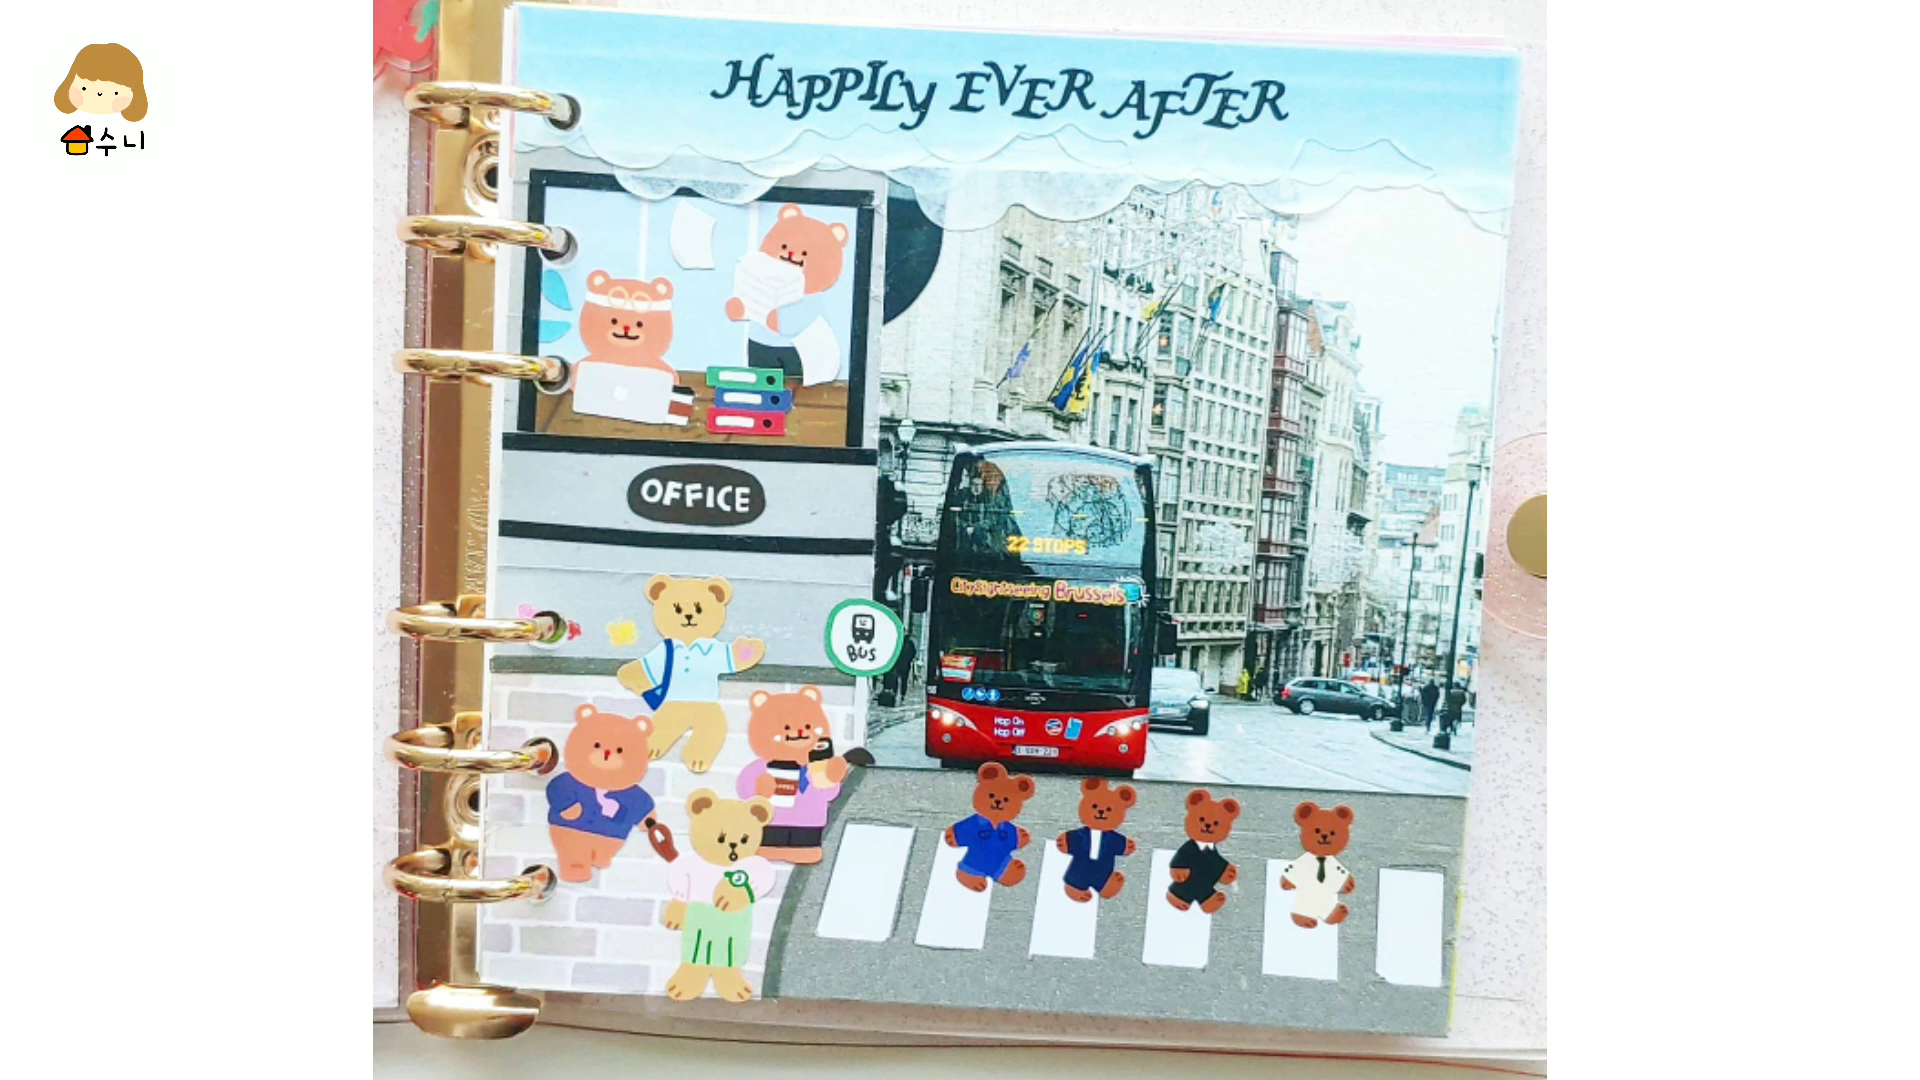 수니
HAPPILY EVER AFTER
OFFICE
BUS
22 STOPS
CitySightseeing Brussels
Hop On
Hop Off